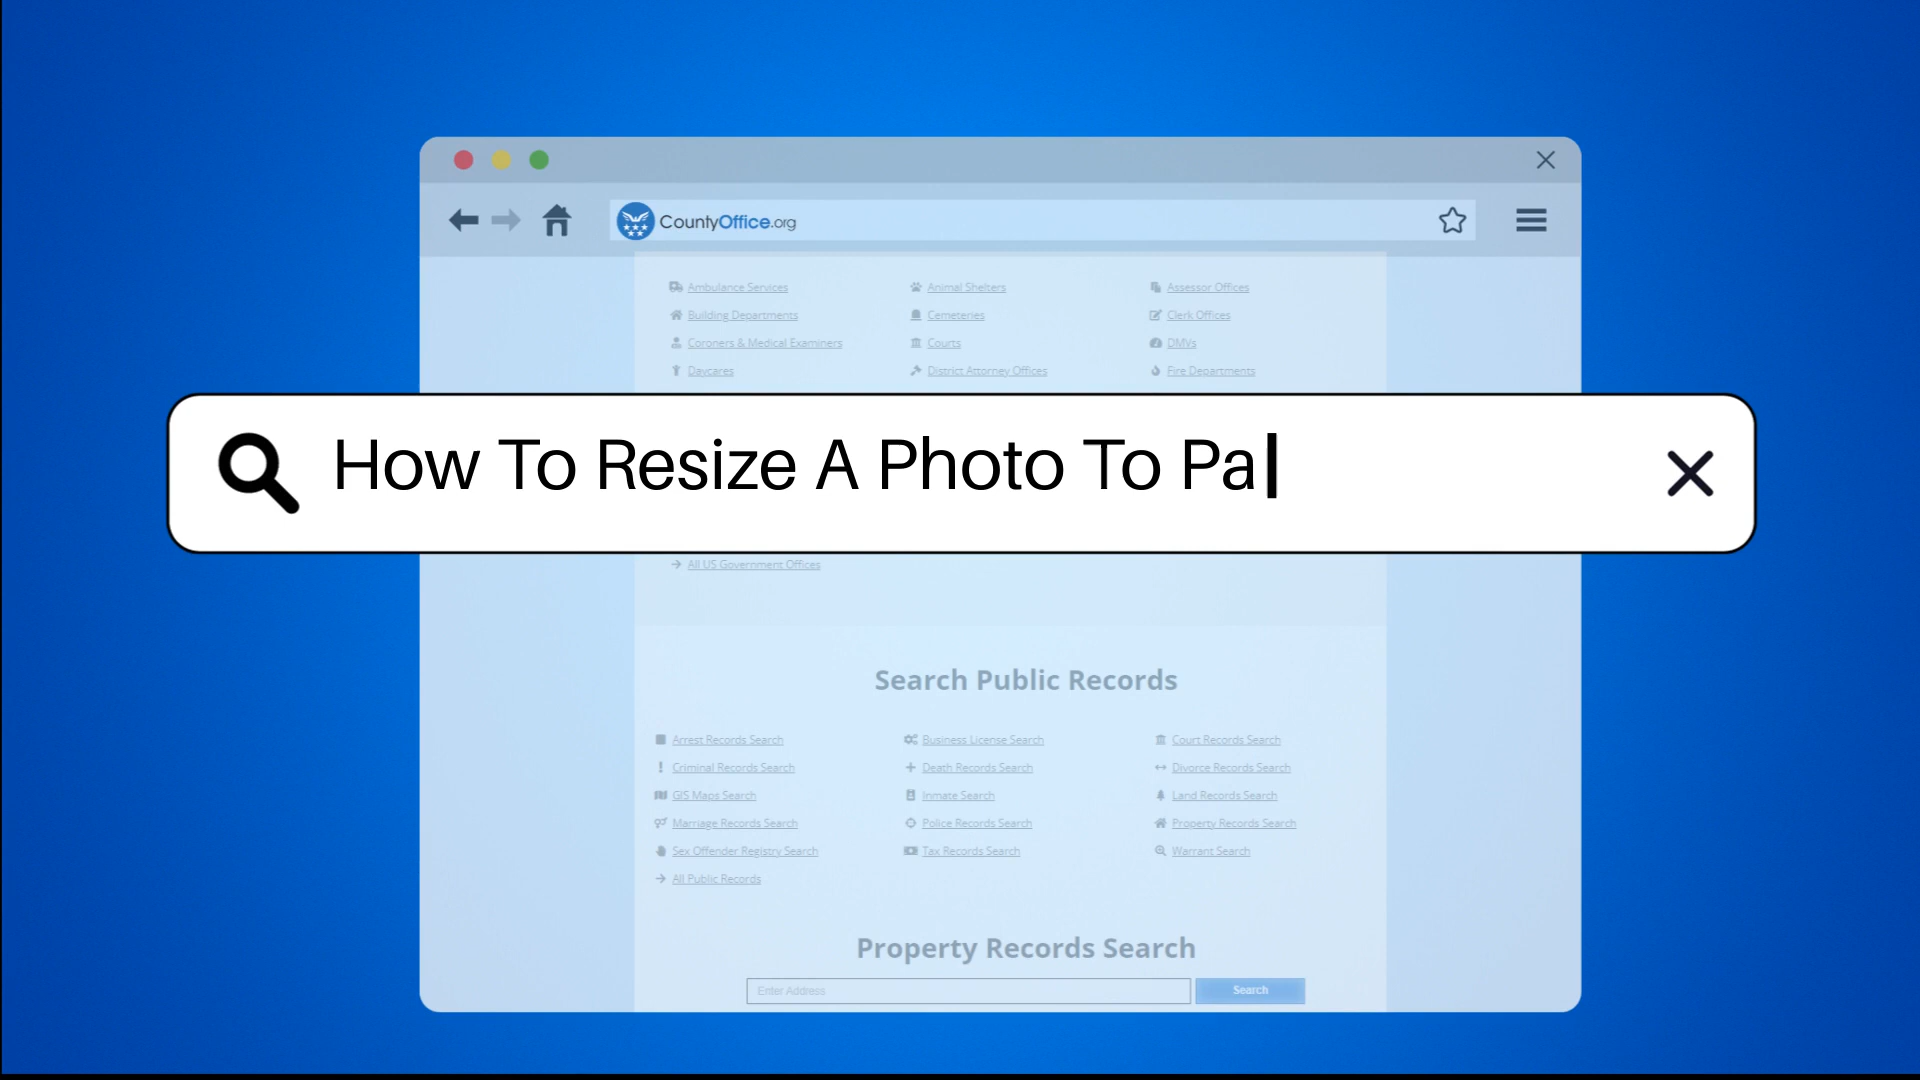 CountyOffice.org
Ambulance Services Animal Shelters Assessor Offices
Building Departments Cemeteries Clerk Offices
Coroners & Medical Examiners Courts DMVs
Daycares District Attorney Offices Fire Departments
How To Resize A Photo To Pa
All US Government Offices
Search Public Records
Arrest Records Search Business License Search Court Records Search
Criminal Records Search Death Records Search Divorce Records Search
GIS Maps Search Inmate Search Land Records Search
Marriage Records Search Police Records Search Property Records Search
Sex Offender Registry Search Tax Records Search Warrant Search
All Public Records
Property Records Search
Enter Address Search